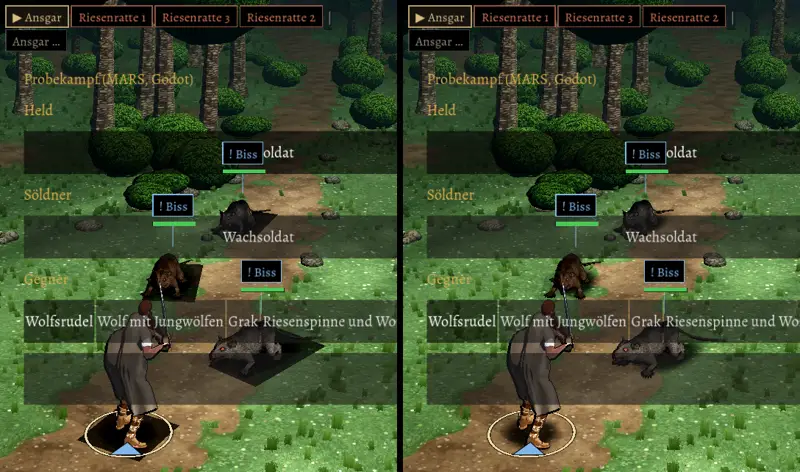 ▶ Ansgar Riesenratte 1 Riesenratte 3 Riesenratte 2 |
Ansgar ...
Probekampf (MARS, Godot)
Held
! Biss oldat
Söldner
! Biss
Wachsoldat
Gegner
! Biss
Wolfsrudel Wolf mit Jungwölfen Grak Riesenspinne und Wo
▶ Ansgar Riesenratte 1 Riesenratte 3 Riesenratte 2 |
Ansgar ...
Probekampf (MARS, Godot)
Held
! Biss oldat
Söldner
! Biss
Wachsoldat
Gegner
! Biss
Wolfsrudel Wolf mit Jungwölfen Grak Riesenspinne und Wo